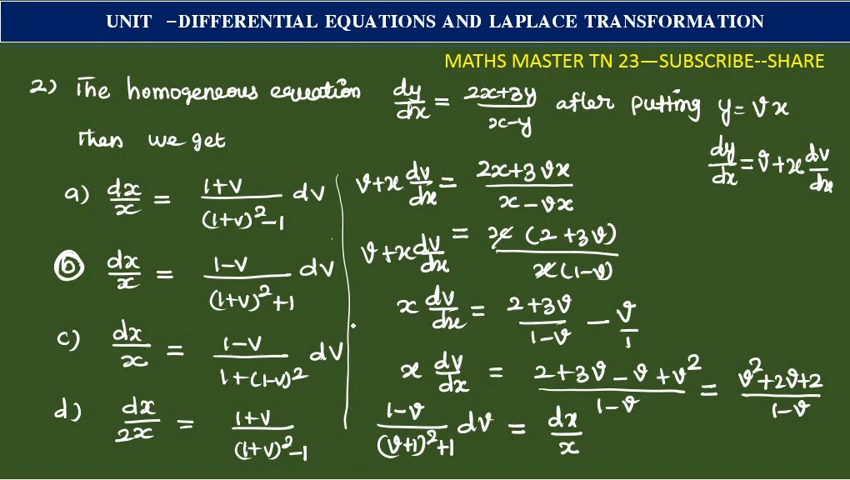 UNIT –DIFFERENTIAL EQUATIONS AND LAPLACE TRANSFORMATION
MATHS MASTER TN 23—SUBSCRIBE--SHARE
2) The homogeneous equation dy/dx = (2x+3y)/(x-y) after putting y = vx
Then we get
dy/dx = v+x dv/dx
a) dx/x = (1+v)/((1+v)²-1) dv
b) dx/x = (1-v)/((1+v)²+1) dv
c) dx/x = (1-v)/(1+(1-v)²) dv
d) dx/2x = (1+v)/((1+v)²-1) dv
v+x dv/dx = (2x+3vx)/(x-vx)
v+x dv/dx = x(2+3v)/x(1-v)
x dv/dx = (2+3v)/(1-v) - v/1
x dv/dx = (2+3v-v+v²)/(1-v) = (v²+2v+2)/(1-v)
(1-v)/((v+1)²+1) dv = dx/x